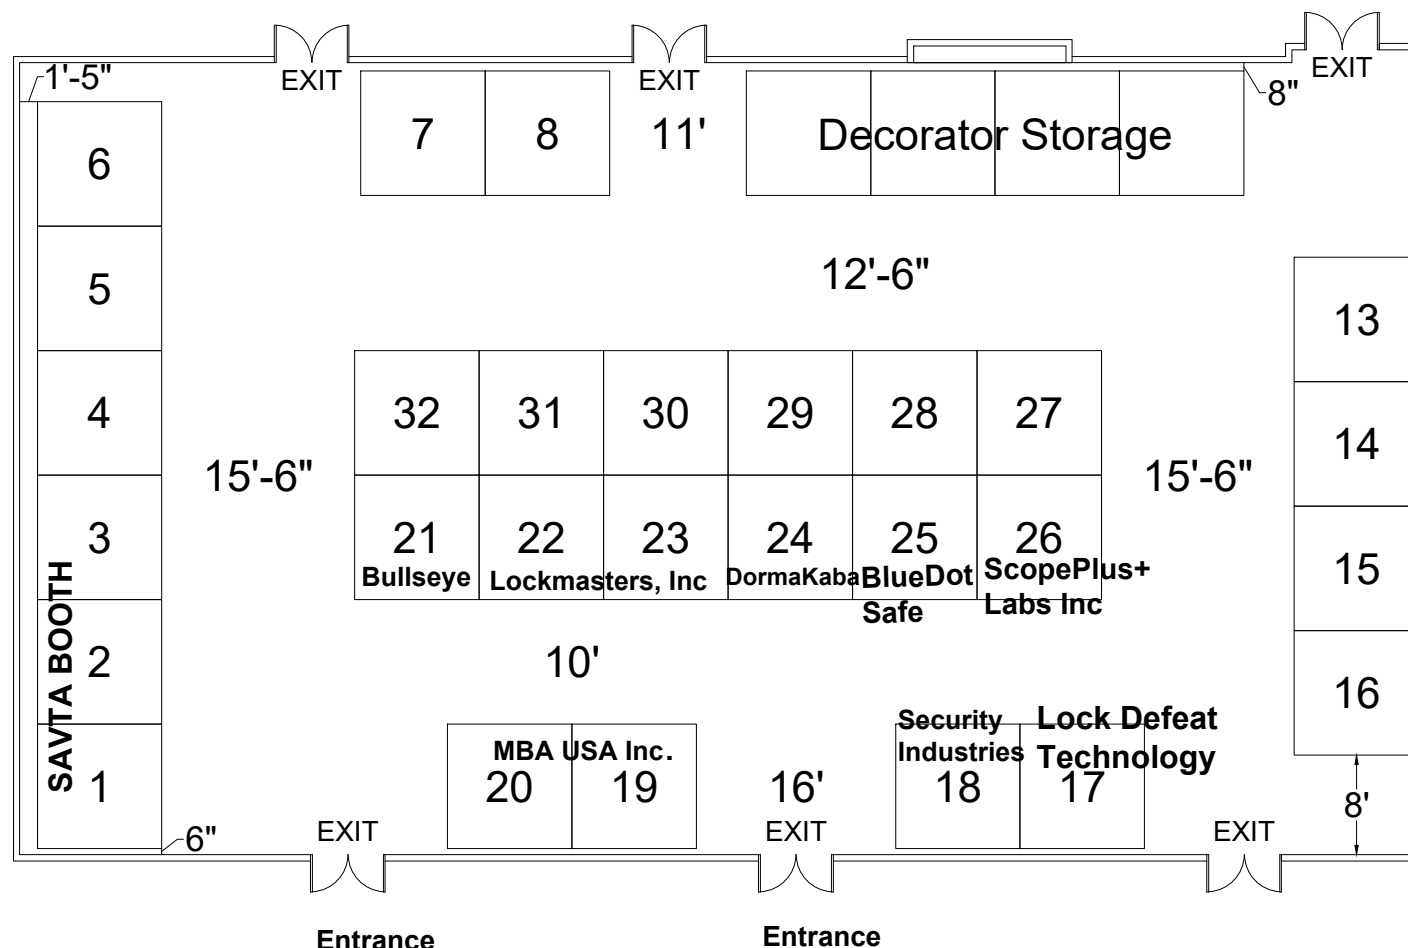 EXIT
EXIT
EXIT
1'-5"
8"
7
8
11'
Decorator Storage
6
5
12'-6"
13
4
32
31
30
29
28
27
14
15'-6"
15'-6"
3
21
22
23
24
25
26
Bullseye
Lockmasters, Inc
DormaKaba
BlueDot
Safe
ScopePlus+
Labs Inc
15
SAVTA BOOTH
2
10'
16
Security
Industries
Lock Defeat
Technology
MBA USA Inc.
1
20
19
16'
18
17
8'
6"
EXIT
EXIT
EXIT
Entrance
Entrance